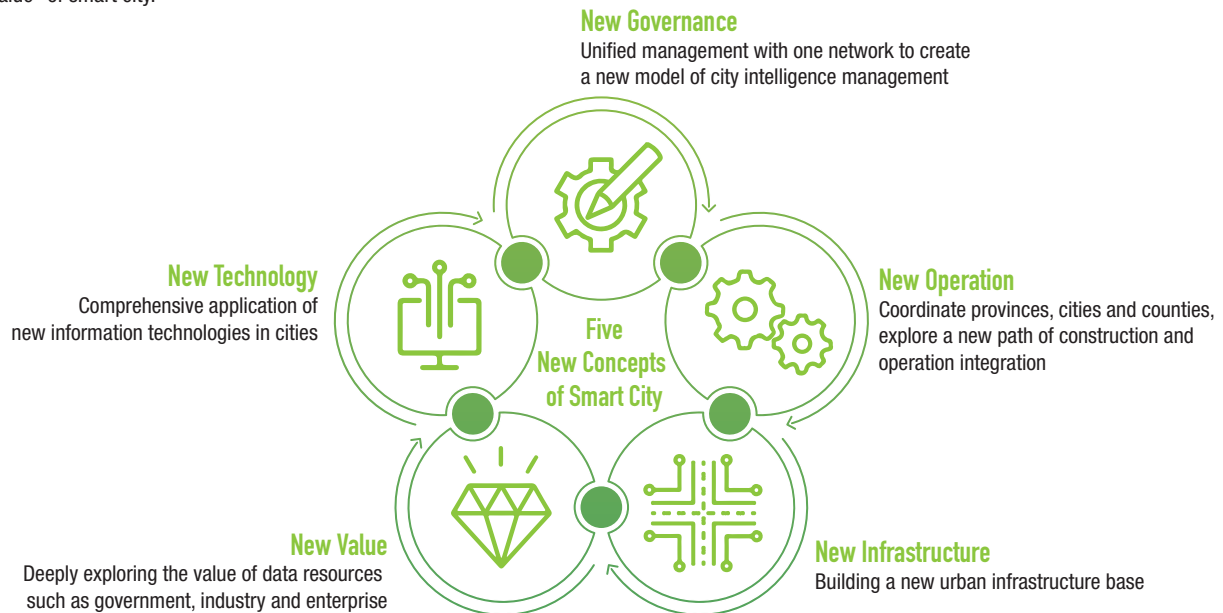 of smart city.
New Governance
Unified management with one network to create
a new model of city intelligence management
New Technology
Comprehensive application of
new information technologies in cities
New Operation
Coordinate provinces, cities and counties,
explore a new path of construction and
operation integration
Five
New Concepts
of Smart City
New Value
Deeply exploring the value of data resources
such as government, industry and enterprise
New Infrastructure
Building a new urban infrastructure base